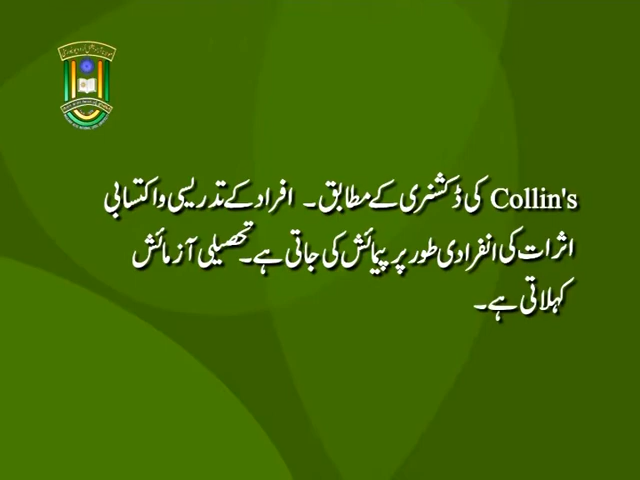 Collin's کی ڈکشنری کے مطابق ۔ افراد کے تدریسی واکتسابی
اثرات کی انفرادی طور پر پیمائش کی جاتی ہے۔ تحصیلی آزمائش
کہلاتی ہے۔